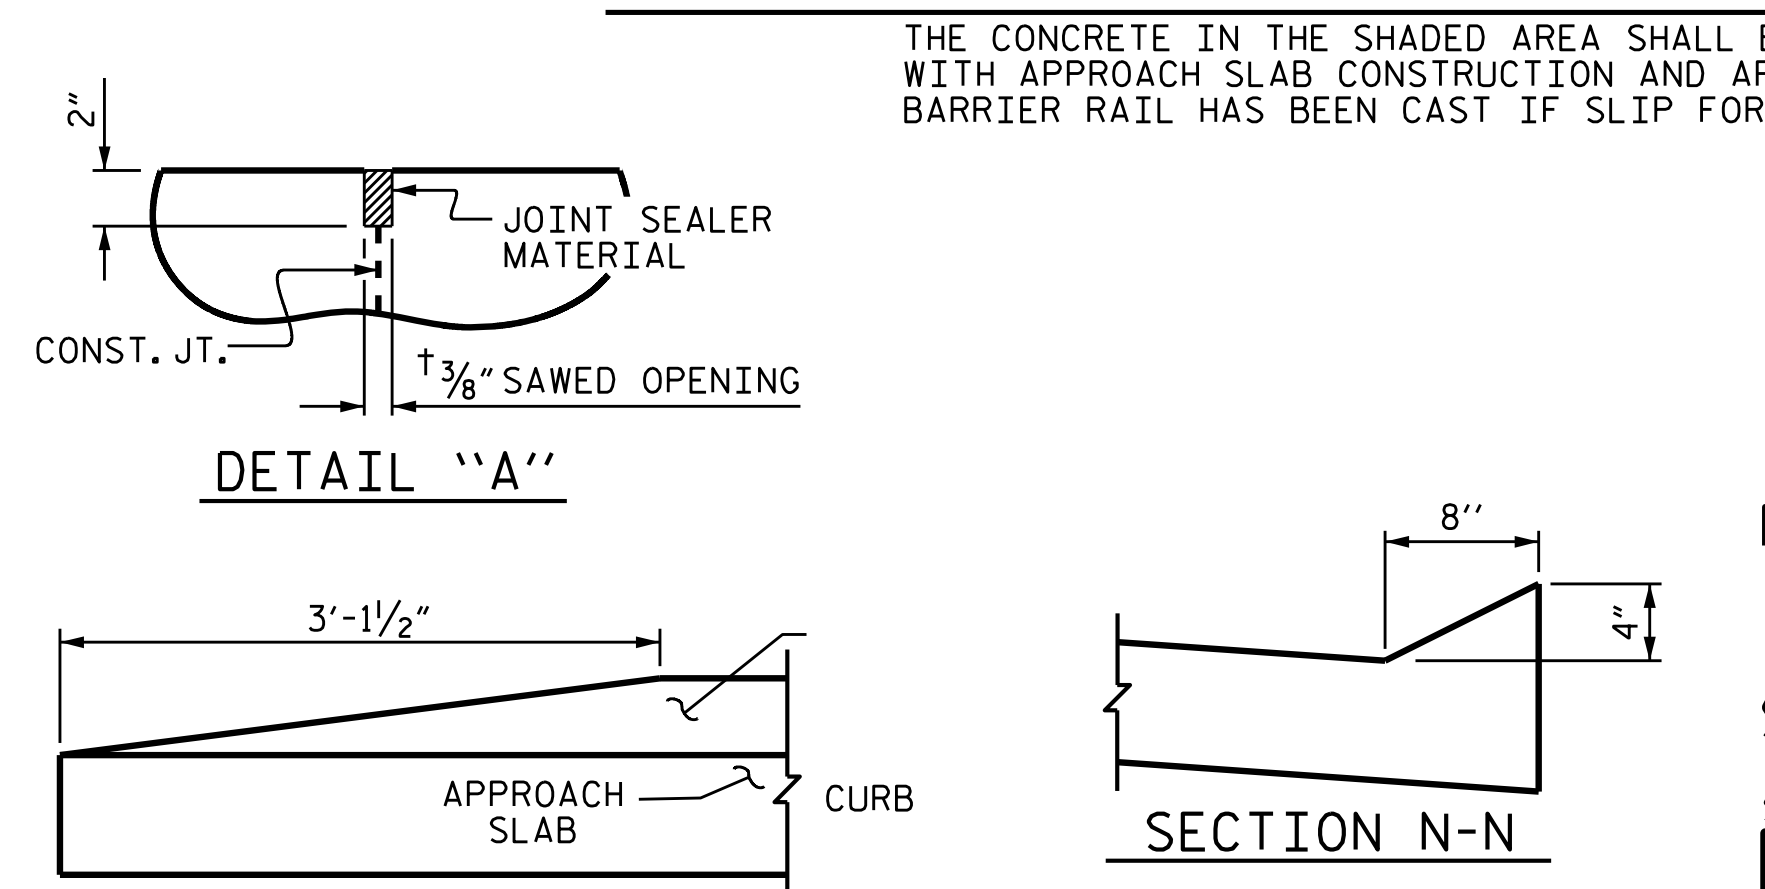 THE CONCRETE IN THE SHADED AREA SHALL
WITH APPROACH SLAB CONSTRUCTION AND
BARRIER RAIL HAS BEEN CAST IF SLIP
2"
JOINT SEALER
MATERIAL
CONST. JT.
† 3/8" SAWED OPENING
DETAIL "A"
8''
4"
3'-1 1/2"
APPROACH
SLAB
CURB
SECTION N-N